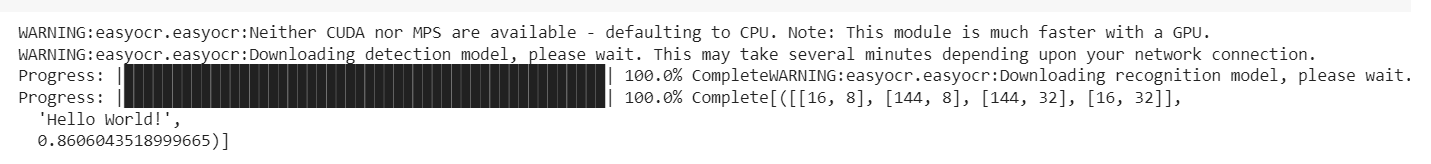 WARNING:easyocr.easyocr:Neither CUDA nor MPS are available - defaulting to CPU. Note: This module is much faster with a GPU.
WARNING:easyocr.easyocr:Downloading detection model, please wait. This may take several minutes depending upon your network connection.
Progress: |██████████████████████████████████████████████████| 100.0% CompleteWARNING:easyocr.easyocr:Downloading recognition model, please wait.
Progress: |██████████████████████████████████████████████████| 100.0% Complete[([[16, 8], [144, 8], [144, 32], [16, 32]],
'Hello World!',
0.8606043518999665)]